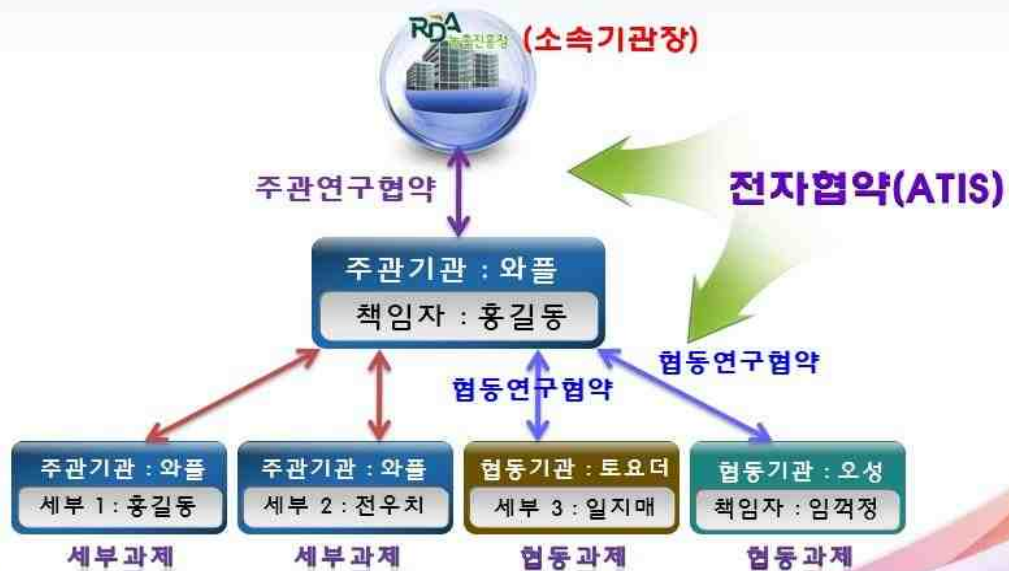 RDA
농촌진흥청
(소속기관장)
주관연구협약
전자협약(ATIS)
주관기관 : 와플
책임자 : 홍길동
협동연구협약
협동연구협약
주관기관 : 와플
세부 1 : 홍길동
세부과제
주관기관 : 와플
세부 2 : 전우치
세부과제
협동기관 : 토요더
세부 3 : 일지매
협동과제
협동기관 : 오성
책임자 : 임꺽정
협동과제